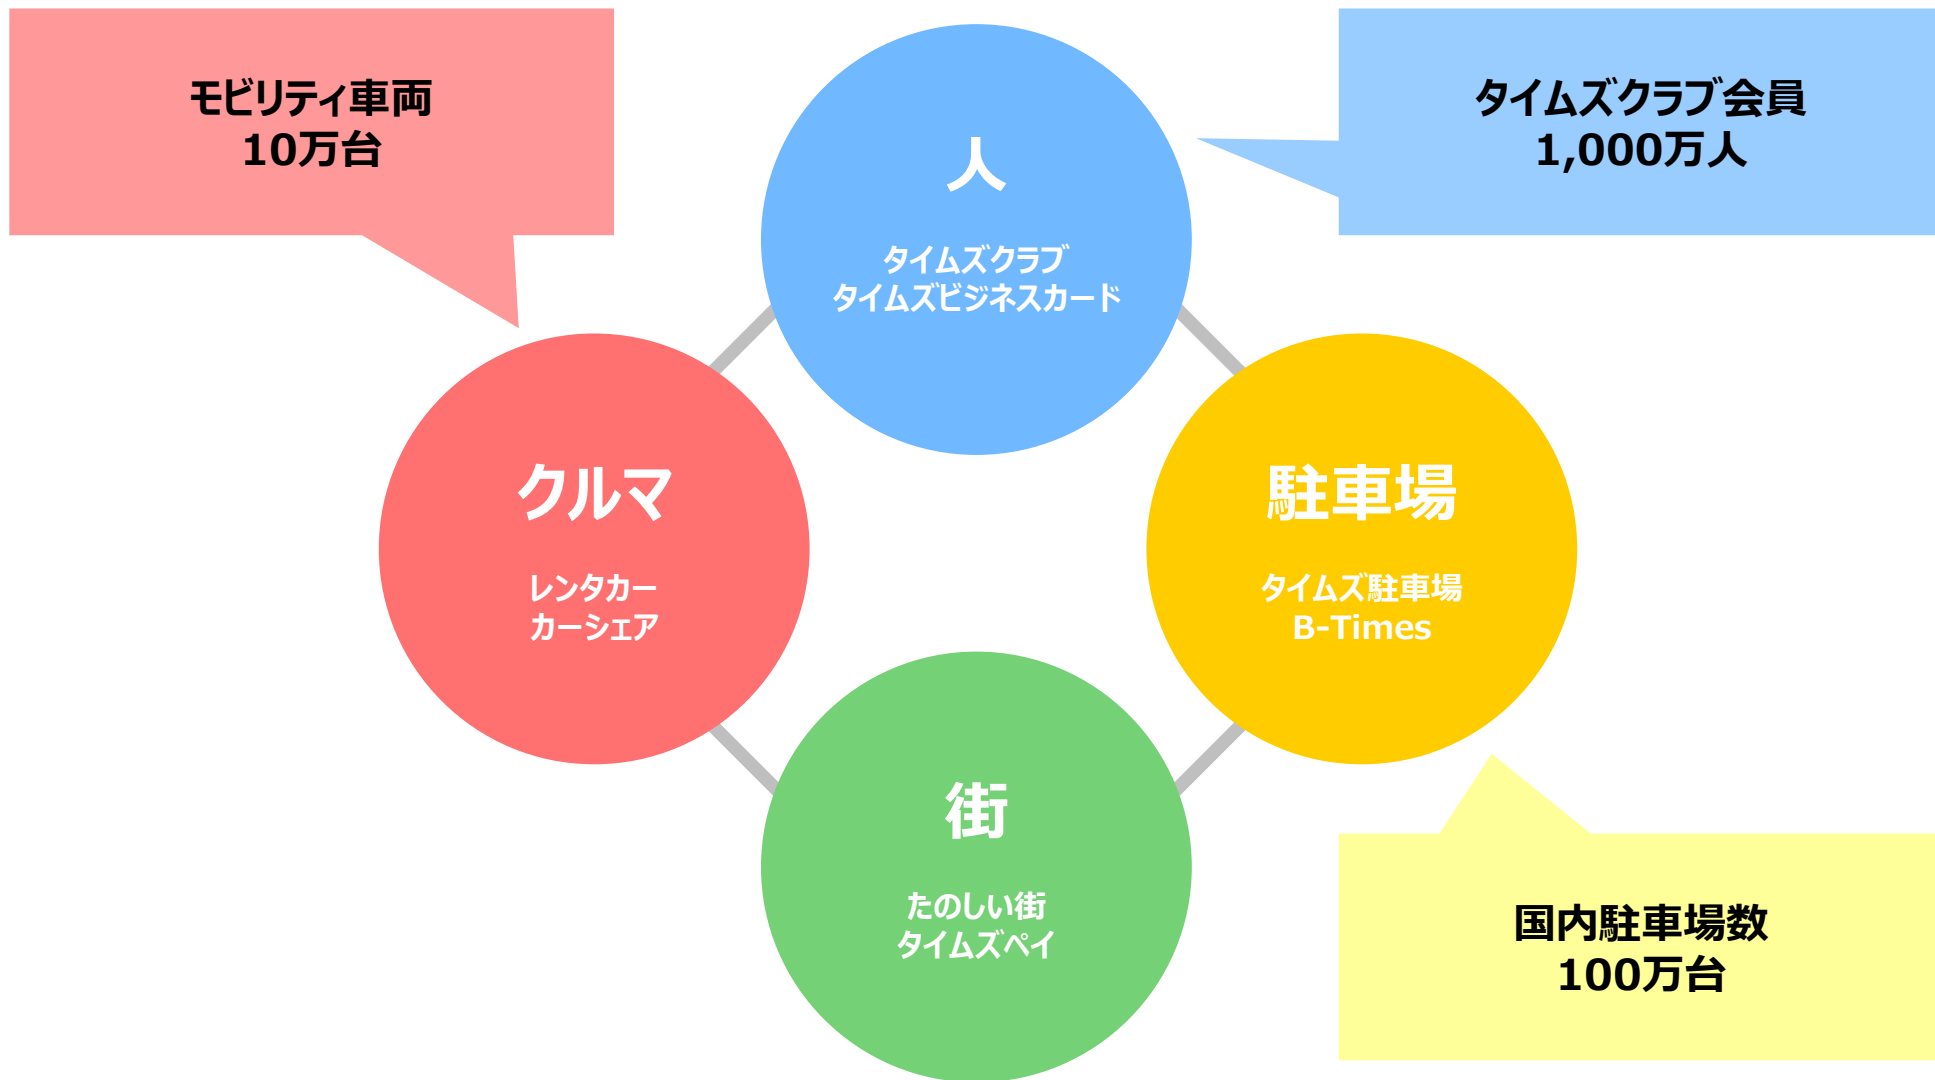 モビリティ車両
10万台
人
タイムズクラブ
タイムズビジネスカード
タイムズクラブ会員
1,000万人
クルマ
レンタカー
カーシェア
駐車場
タイムズ駐車場
B-Times
街
たのしい街
タイムズペイ
国内駐車場数
100万台